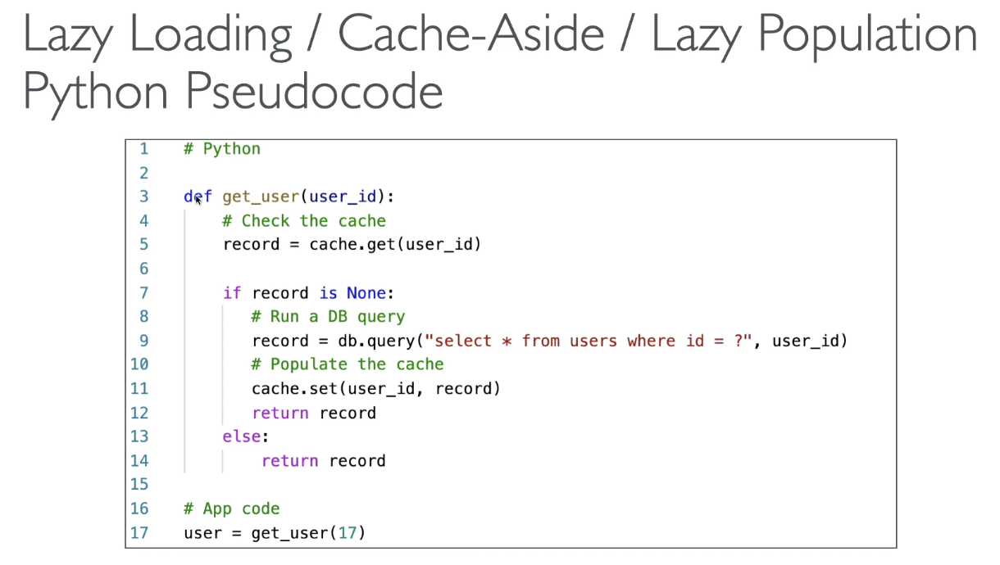 Lazy Loading / Cache-Aside / Lazy Population
Python Pseudocode
1 # Python
2
3 def get_user(user_id):
4 # Check the cache
5 record = cache.get(user_id)
6
7 if record is None:
8 # Run a DB query
9 record = db.query("select * from users where id = ?", user_id)
10 # Populate the cache
11 cache.set(user_id, record)
12 return record
13 else:
14 return record
15
16 # App code
17 user = get_user(17)